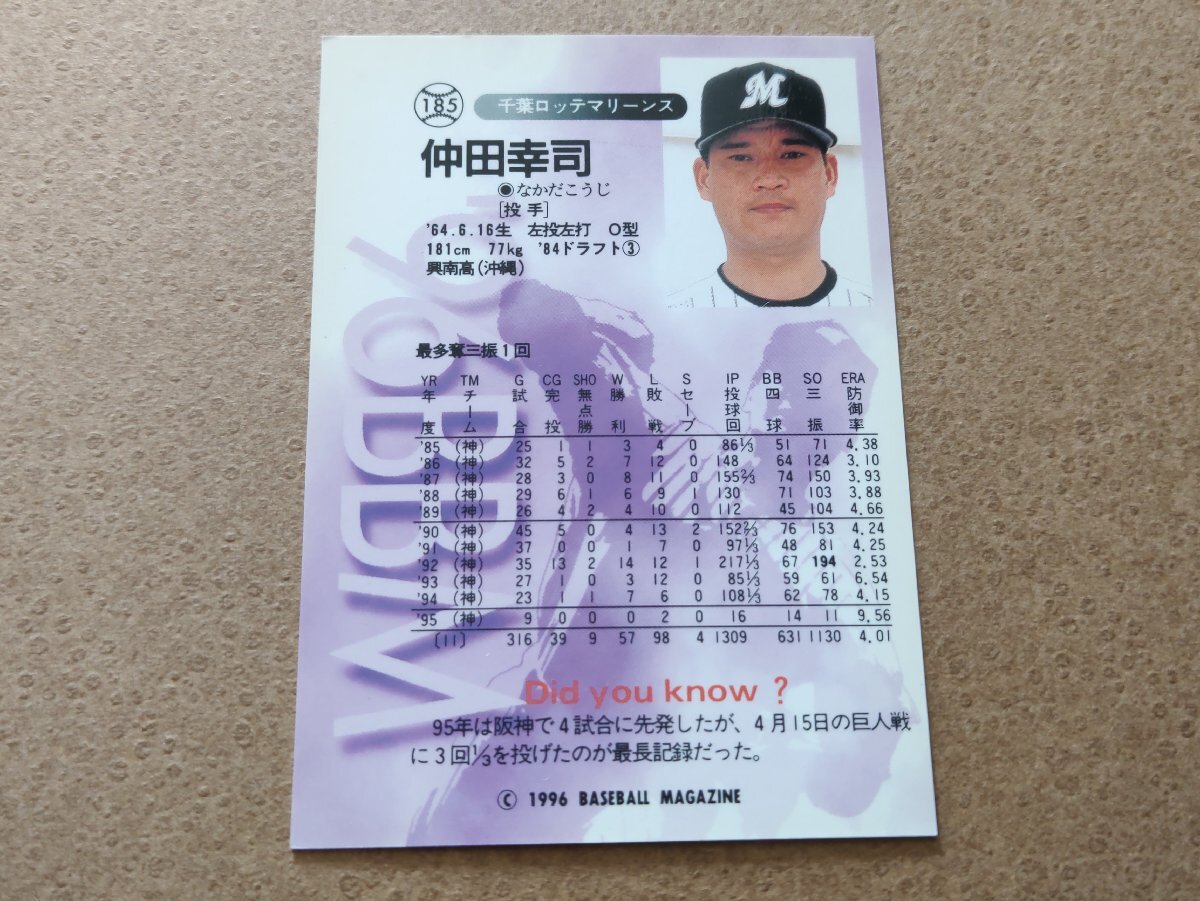 185 千葉ロッテマリーンス
M
仲田幸司
◉なかだこうじ
[投手]
'64.6.16生 左投左打 O型
181cm 77kg '84ドラフト③
興南高(沖縄)
'96BBM
最多奪三振1回
YR TM G CG SHO W L S IP BB SO ERA
年度 チーム 試合 完投 無点勝 勝利 敗戦 セーブ 投球回 四球 三振 防御率
'85 (神) 25 1 1 3 4 0 86⅓ 51 71 4.38
'86 (神) 32 5 2 7 12 0 148 64 124 3.10
'87 (神) 28 3 0 8 11 0 155⅔ 74 150 3.93
'88 (神) 29 6 1 6 9 1 130 71 103 3.88
'89 (神) 26 4 2 4 10 0 112 45 104 4.66
'90 (神) 45 5 0 4 13 2 152⅔ 76 153 4.24
'91 (神) 37 0 0 1 7 0 97⅓ 48 81 4.25
'92 (神) 35 13 2 14 12 1 217⅓ 67 194 2.53
'93 (神) 27 1 0 3 12 0 85⅓ 59 61 6.54
'94 (神) 23 1 1 7 6 0 108⅓ 62 78 4.15
'95 (神) 9 0 0 0 2 0 16 14 11 9.56
(11) 316 39 9 57 98 4 1309 631 1130 4.01
Did you know ?
95年は阪神で4試合に先発したが、4月15日の巨人戦
に3回⅓を投げたのが最長記録だった。
© 1996 BASEBALL MAGAZINE